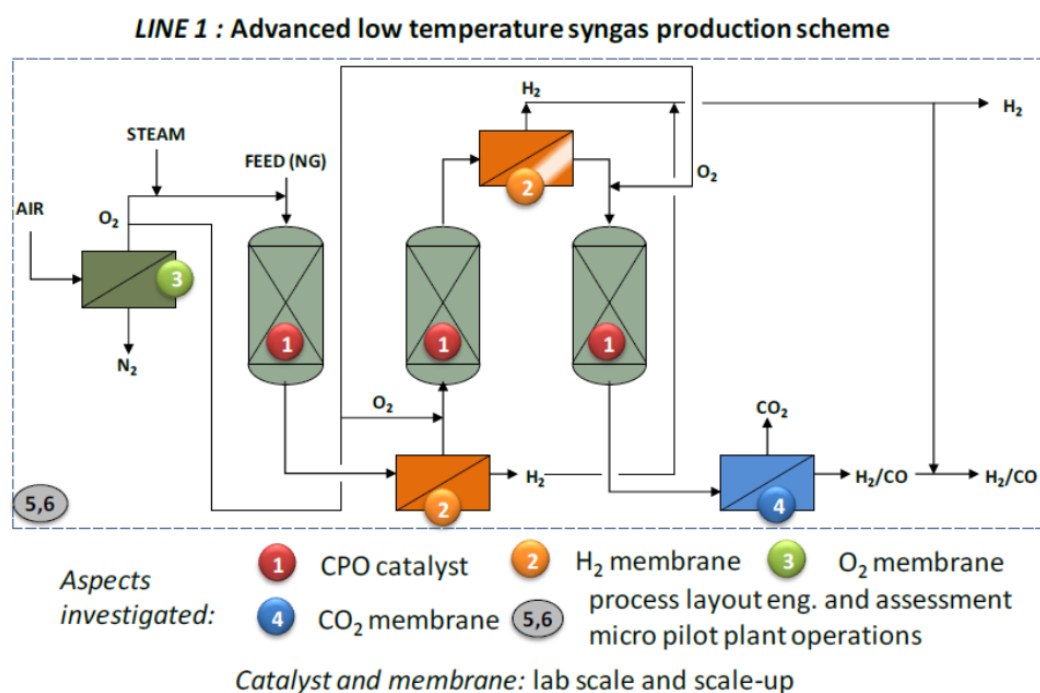 LINE 1 : Advanced low temperature syngas production scheme
H2
H2
STEAM
FEED (NG)
O2
2
AIR
O2
3
1
1
1
N2
O2
CO2
H2
H2/CO
H2/CO
5,6
2
4
Aspects investigated:
1 CPO catalyst
2 H2 membrane
3 O2 membrane
4 CO2 membrane
5,6 process layout eng. and assessment
micro pilot plant operations
Catalyst and membrane: lab scale and scale-up